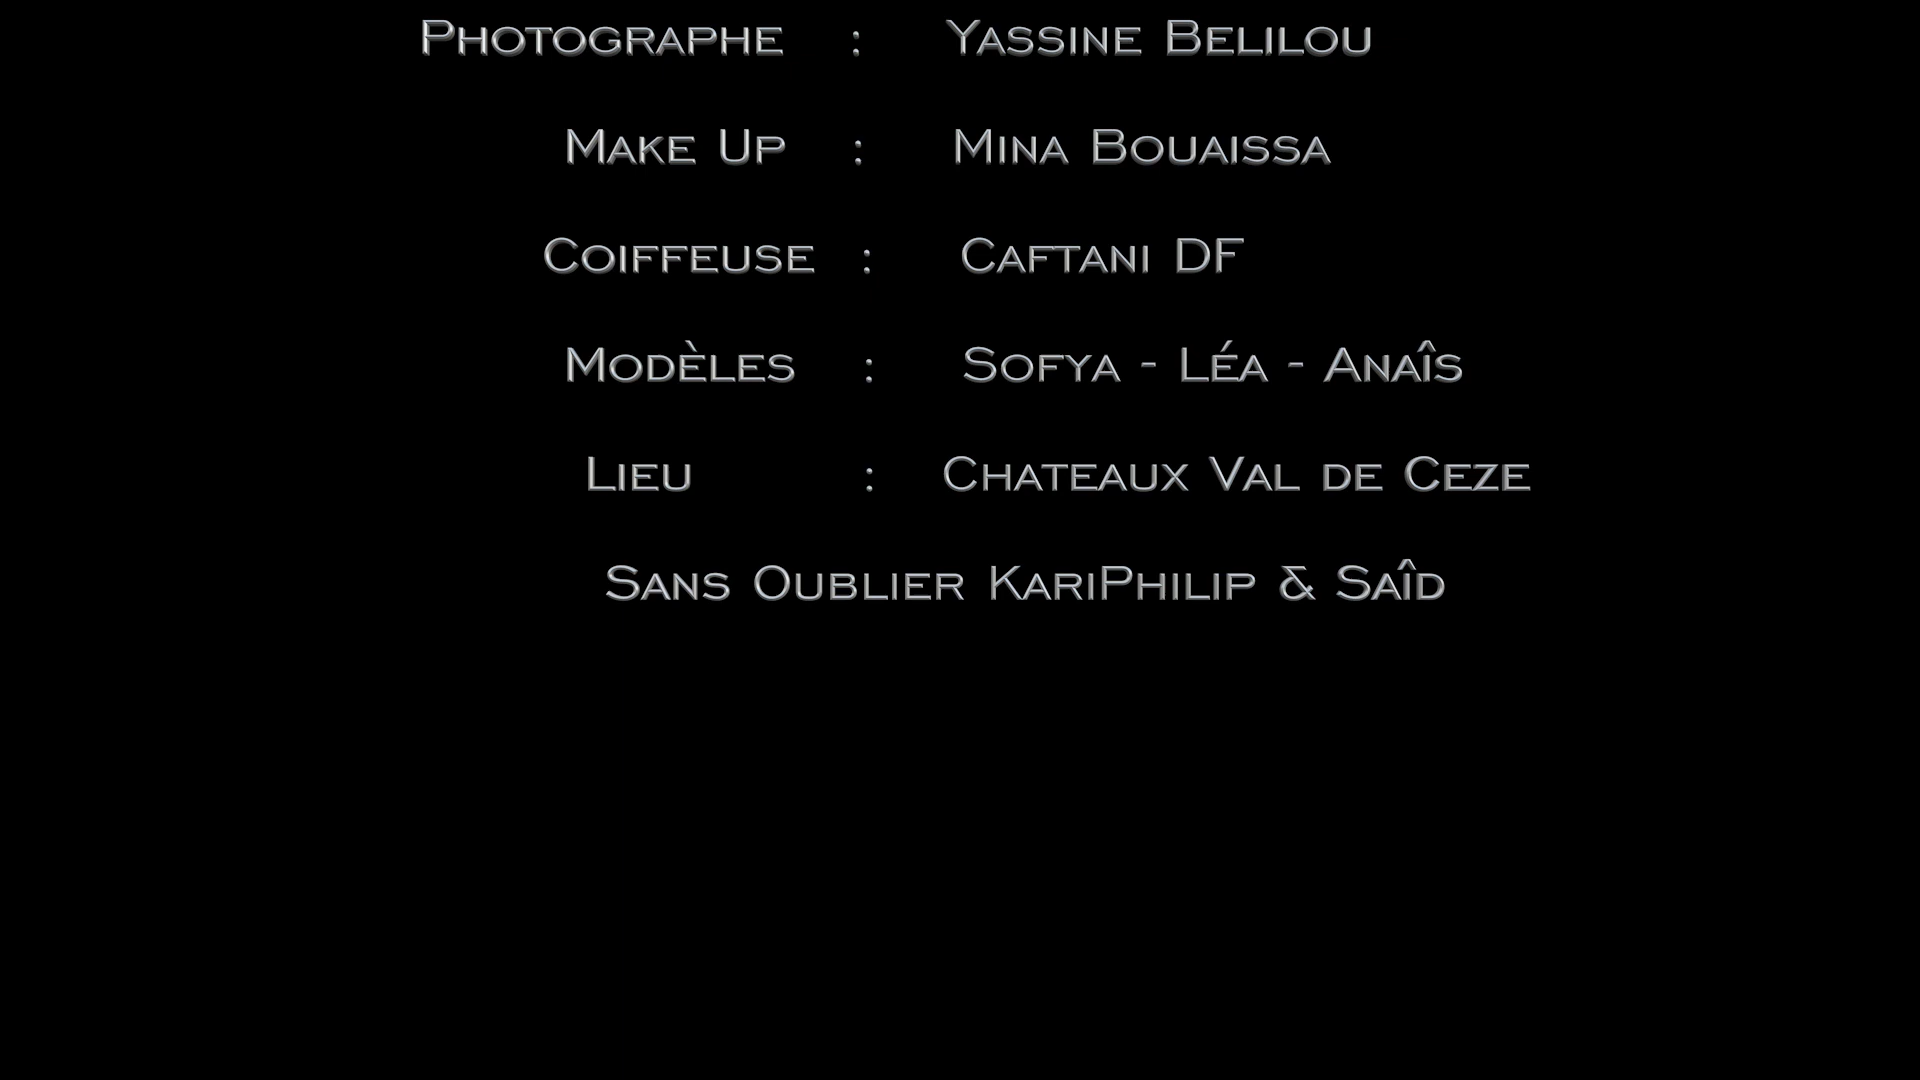 Photographe : Yassine Belilou
Make Up : Mina Bouaissa
Coiffeuse : Caftani DF
Modèles : Sofya - Léa - Anaîs
Lieu : Chateaux Val de Ceze
Sans Oublier KariPhilip & Saîd